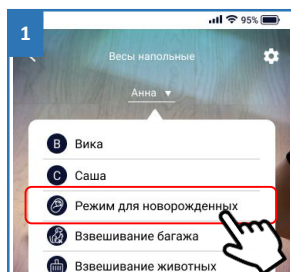 1
95%
Весы напольные
Анна ▼
В Вика
С Саша
Режим для новорожденных
Взвешивание багажа
Взвешивание животных